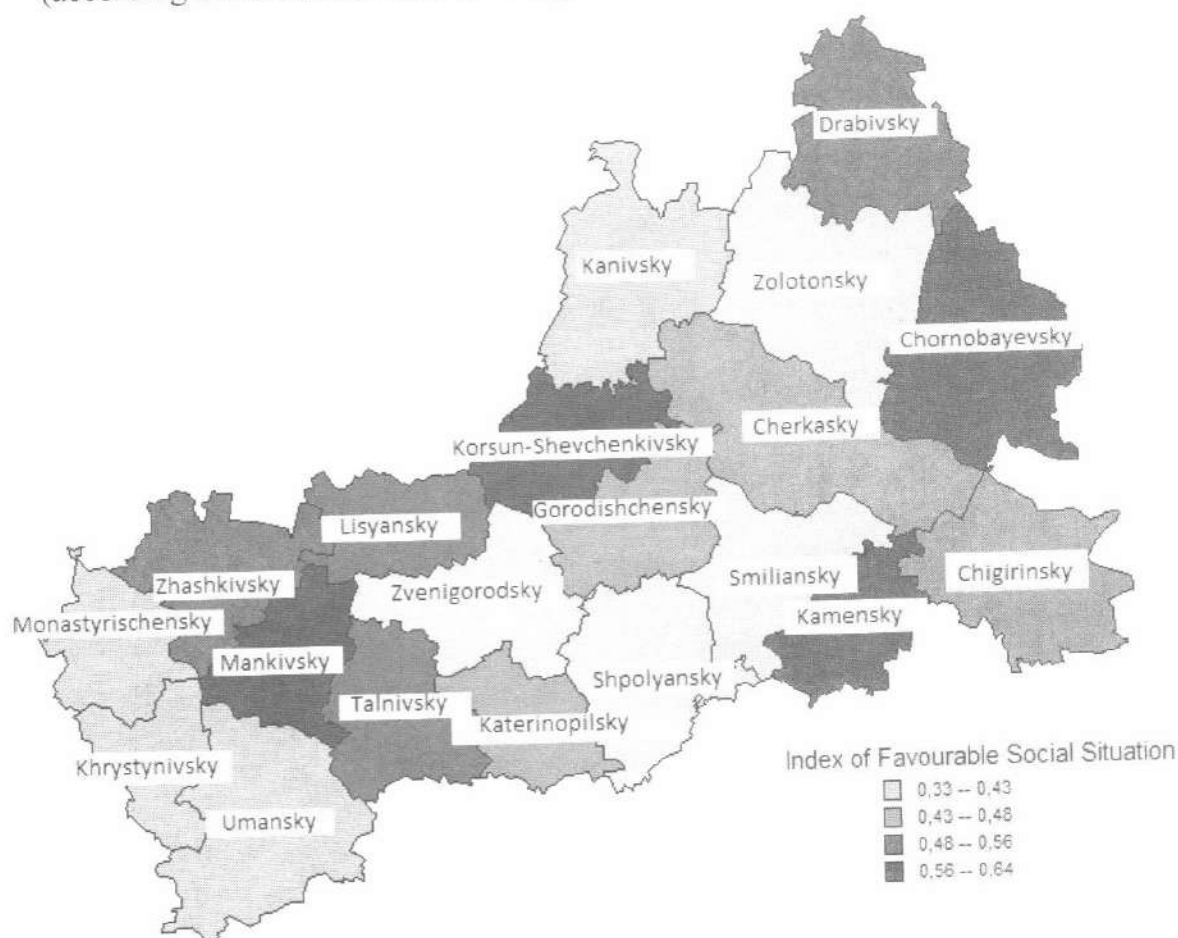 (according
Drabivsky
Kanivsky
Zolotonsky
Chornobayevsky
Korsun-Shevchenkivsky
Cherkasky
Gorodishchensky
Lisyansky
Zhashkivsky
Zvenigorodsky
Smiliansky
Chigirinsky
Monastyrischensky
Kamensky
Mankivsky
Shpolyansky
Talnivsky
Katerinopilsky
Khrystynivsky
Umansky
Index of Favourable Social Situation
0,33 -- 0,43
0,43 -- 0,48
0,48 -- 0,56
0,56 -- 0,64